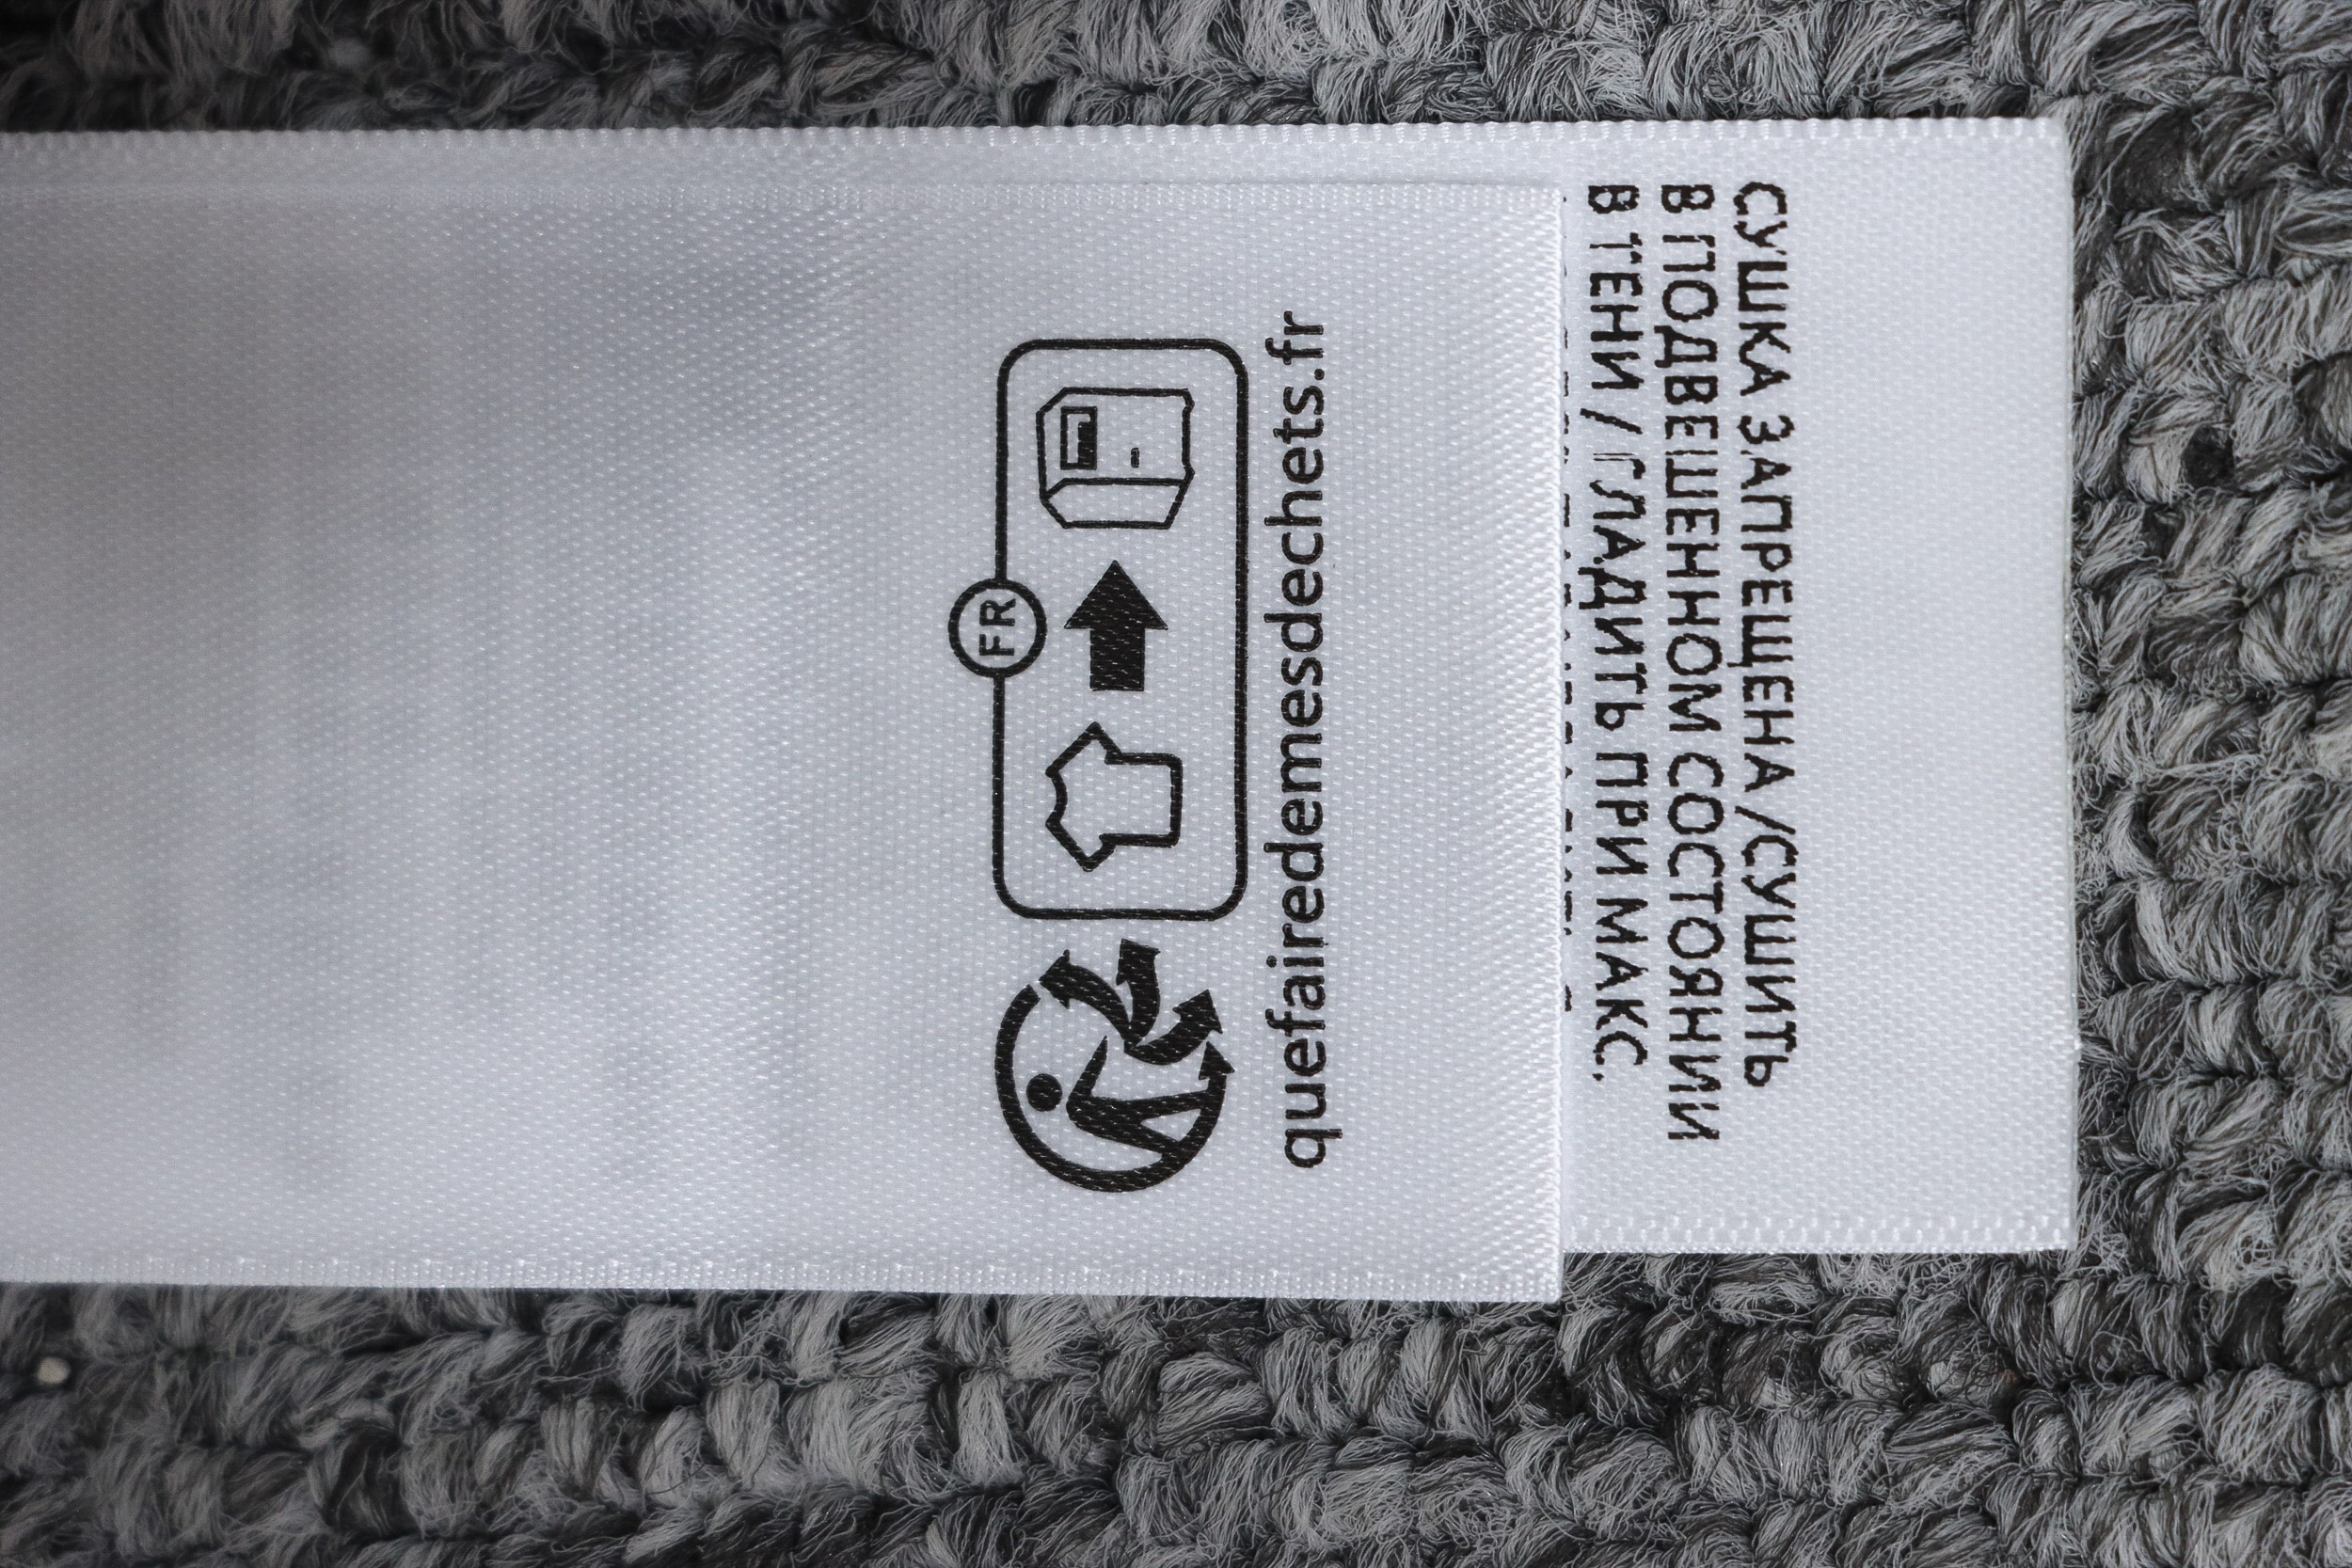 FR
quefairedemesdechets.fr
СУШКА ЗАПРЕЩЕНА /СУШИТЬ
В ПОДВЕШЕННОМ СОСТОЯНИИ
В ТЕНИ / ГЛАДИТЬ ПРИ МАКС.